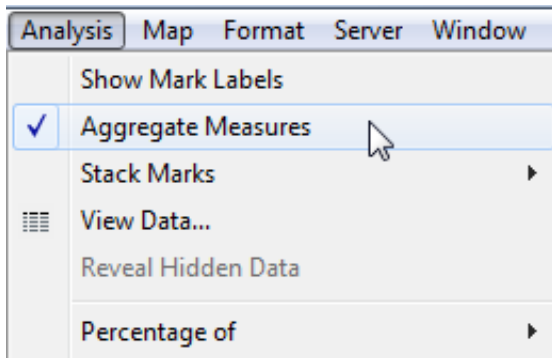 Analysis Map Format Server Window
Show Mark Labels
Aggregate Measures
Stack Marks
View Data...
Reveal Hidden Data
Percentage of